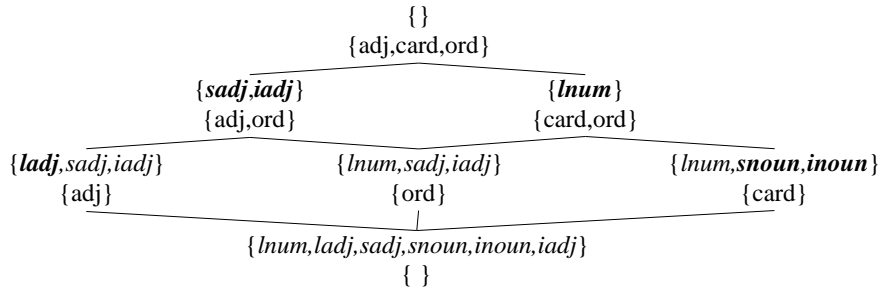 {}
{adj,card,ord}
{sadj,iadj} {lnum}
{adj,ord} {card,ord}
{ladj,sadj,iadj} {lnum,sadj,iadj} {lnum,snoun,inoun}
{adj} {ord} {card}
{lnum,ladj,sadj,snoun,inoun,iadj}
{ }